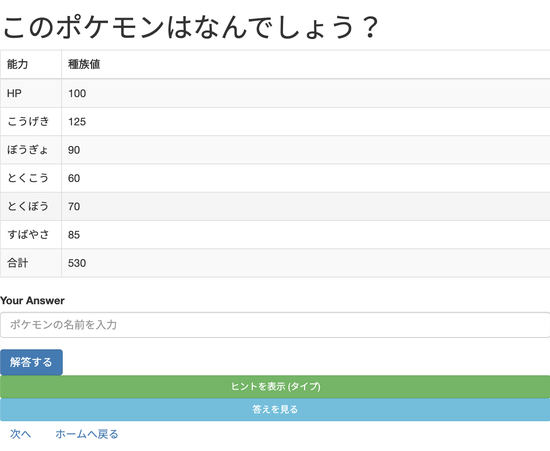 このポケモンはなんでしょう？
能力 種族値
HP 100
こうげき 125
ぼうぎょ 90
とくこう 60
とくぼう 70
すばやさ 85
合計 530
Your Answer
ポケモンの名前を入力
解答する
ヒントを表示 (タイプ)
答えを見る
次へ ホームへ戻る